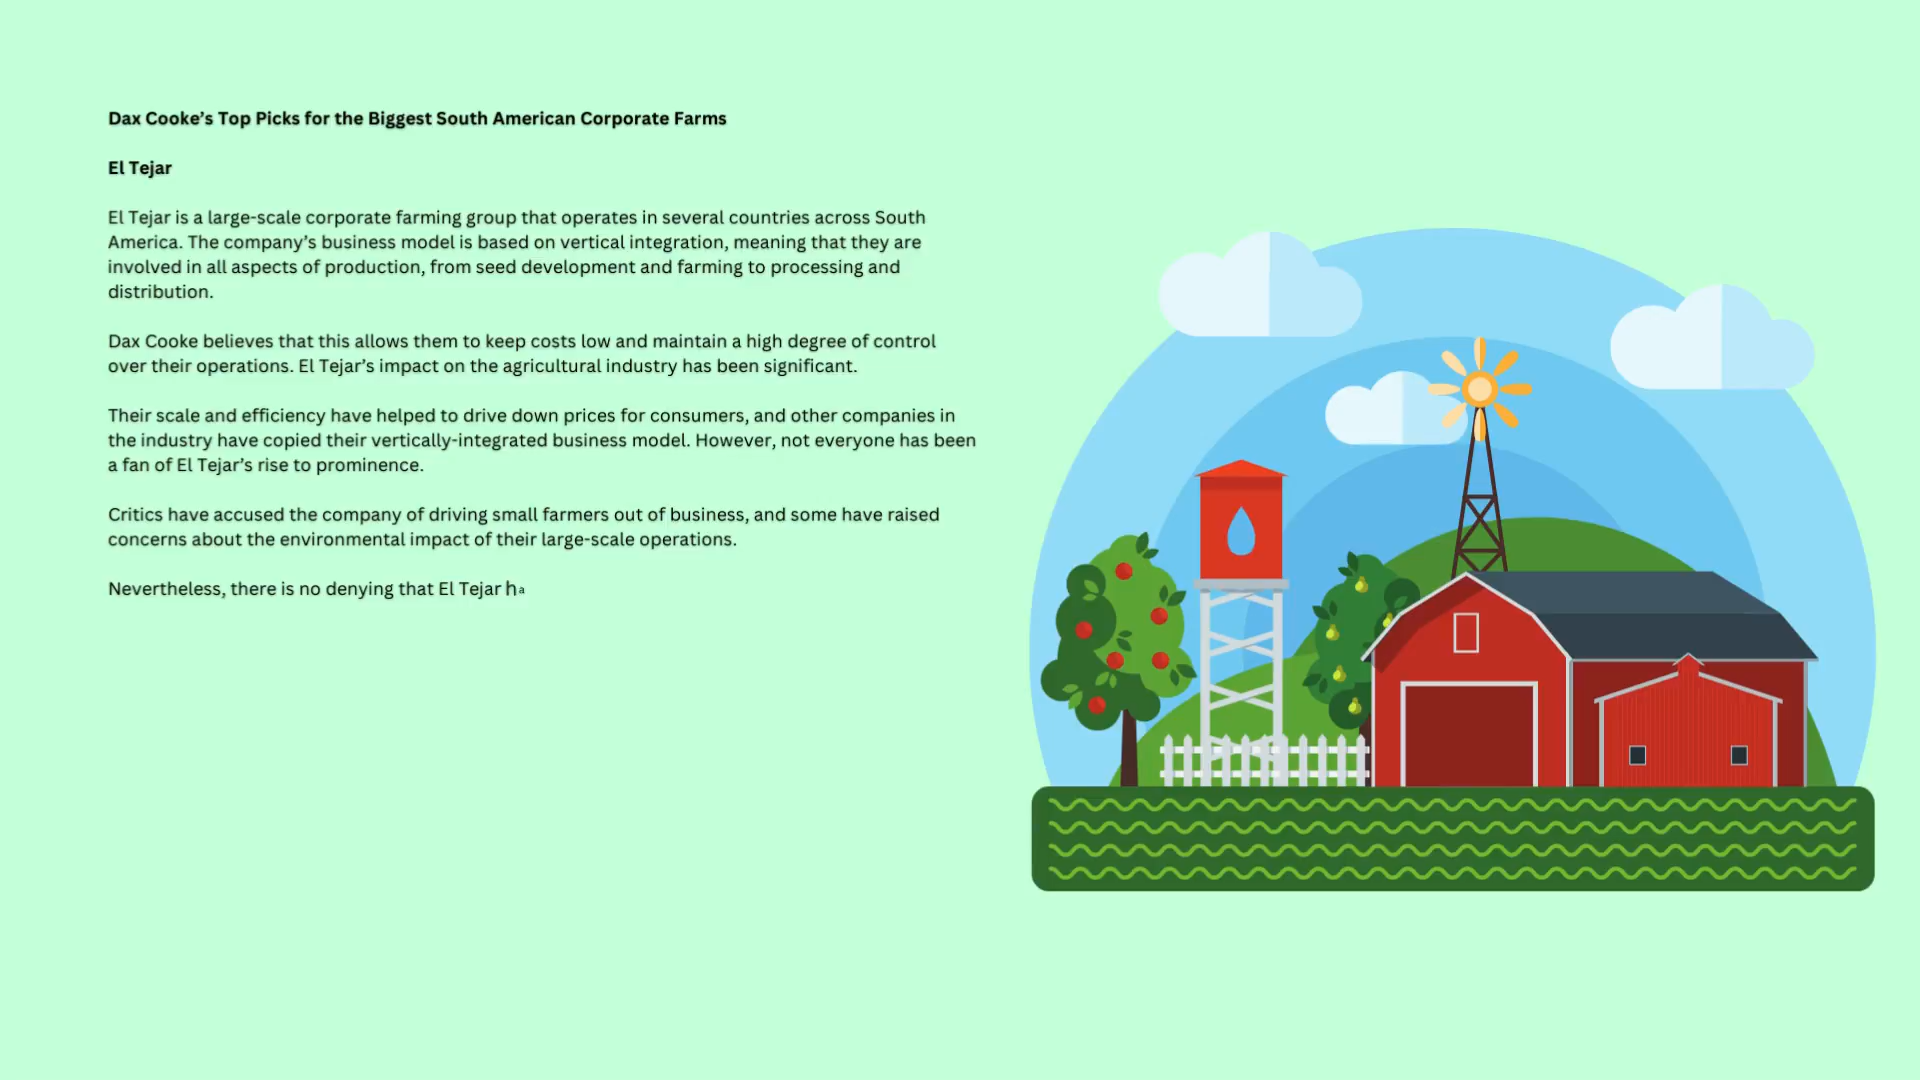 Dax Cooke’s Top Picks for the Biggest South American Corporate Farms
El Tejar
El Tejar is a large-scale corporate farming group that operates in several countries across South
America. The company’s business model is based on vertical integration, meaning that they are
involved in all aspects of production, from seed development and farming to processing and
distribution.
Dax Cooke believes that this allows them to keep costs low and maintain a high degree of control
over their operations. El Tejar’s impact on the agricultural industry has been significant.
Their scale and efficiency have helped to drive down prices for consumers, and other companies in
the industry have copied their vertically-integrated business model. However, not everyone has been
a fan of El Tejar’s rise to prominence.
Critics have accused the company of driving small farmers out of business, and some have raised
concerns about the environmental impact of their large-scale operations.
Nevertheless, there is no denying that El Tejar ha